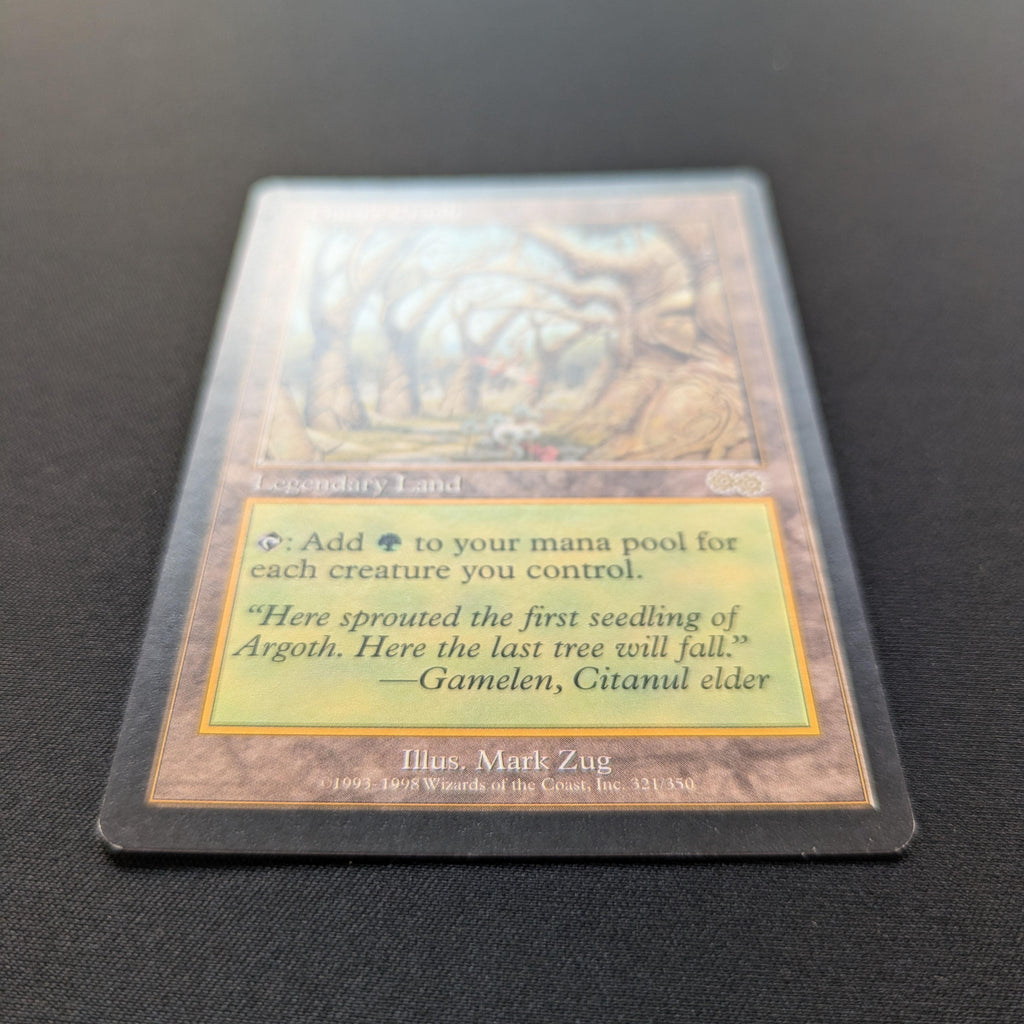 Legendary Land
: Add to your mana pool for
each creature you control.
“Here sprouted the first seedling of
Argoth. Here the last tree will fall.”
—Gamelen, Citanul elder
Illus. Mark Zug
©1993-1998 Wizards of the Coast, Inc. 321/350